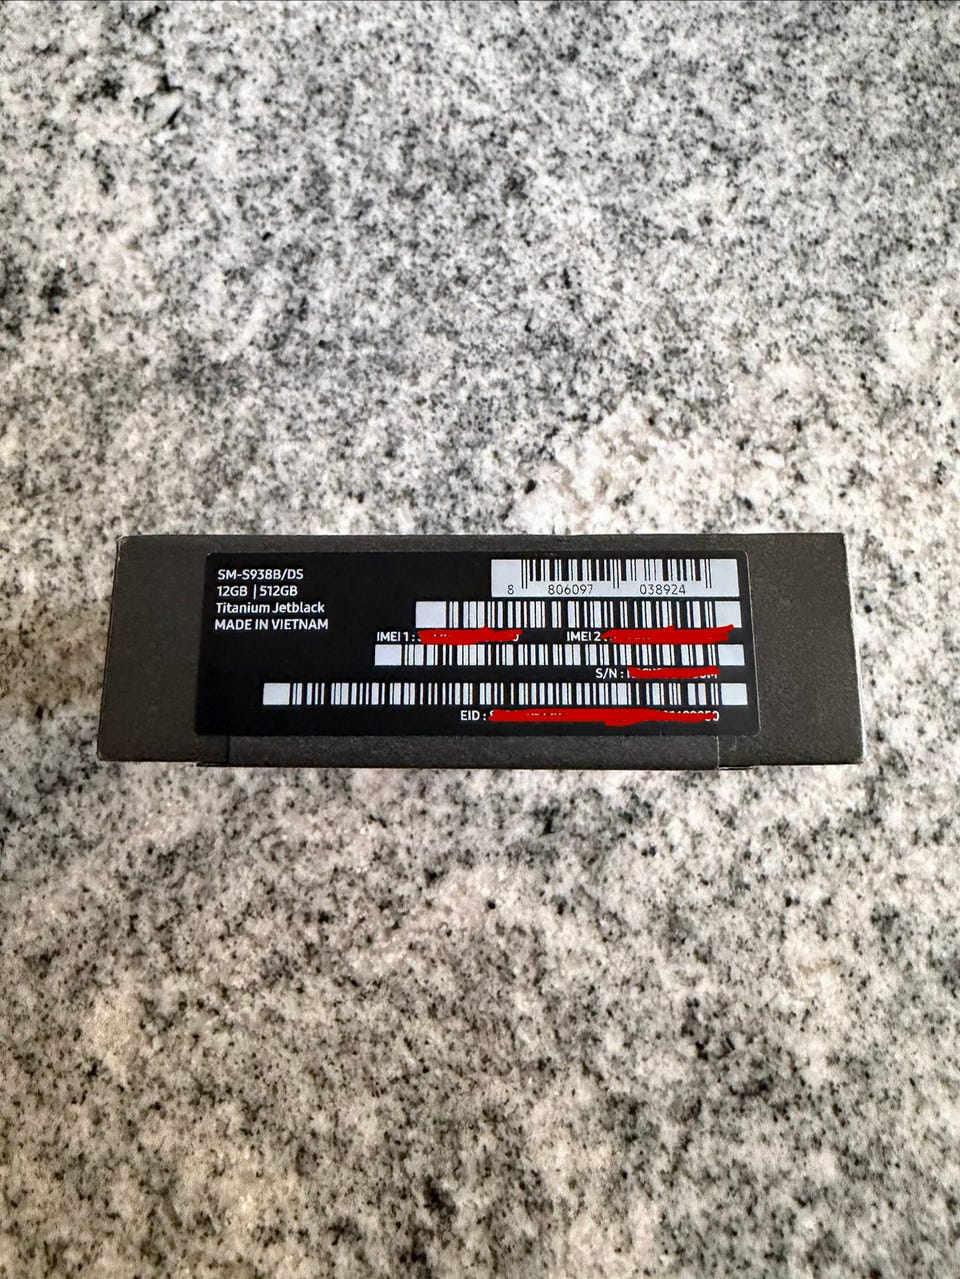 SM-S938B/DS
12GB | 512GB
Titanium Jetblack
MADE IN VIETNAM
8 806097 038924
IMEI 1 :
IMEI 2
S/N :
EID :